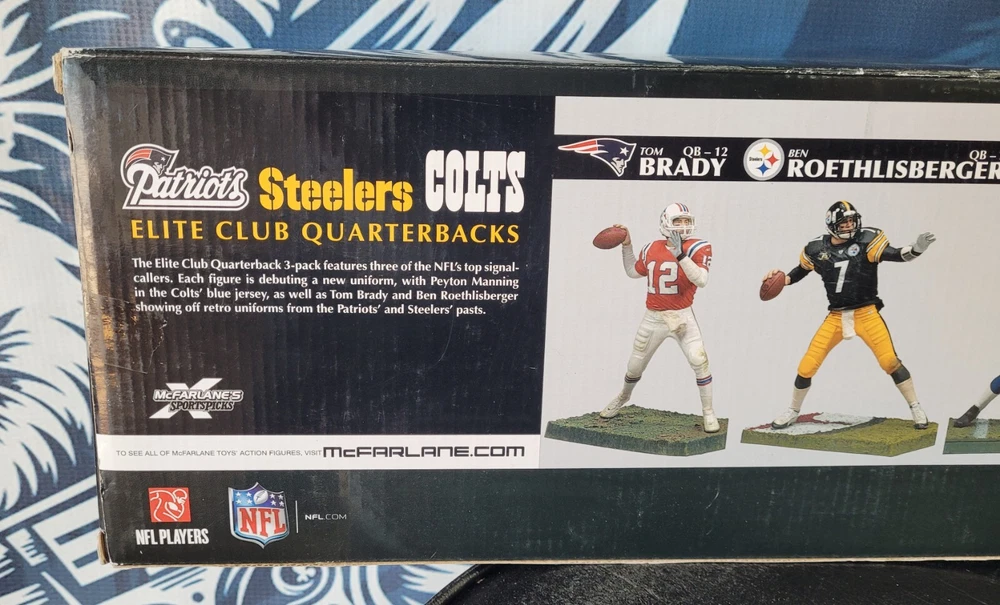 Patriots Steelers COLTS
ELITE CLUB QUARTERBACKS
The Elite Club Quarterback 3-pack features three of the NFL's top signal-
callers. Each figure is debuting a new uniform, with Peyton Manning
in the Colts' blue jersey, as well as Tom Brady and Ben Roethlisberger
showing off retro uniforms from the Patriots' and Steelers' pasts.
McFARLANE'S
SPORTSPICKS
TO SEE ALL OF McFARLANE TOYS' ACTION FIGURES, VISIT McFARLANE.COM
NFL PLAYERS
NFL
NFL.COM
TOM QB – 12
BRADY
Steelers
BEN QB –
ROETHLISBERGER
12
12
7